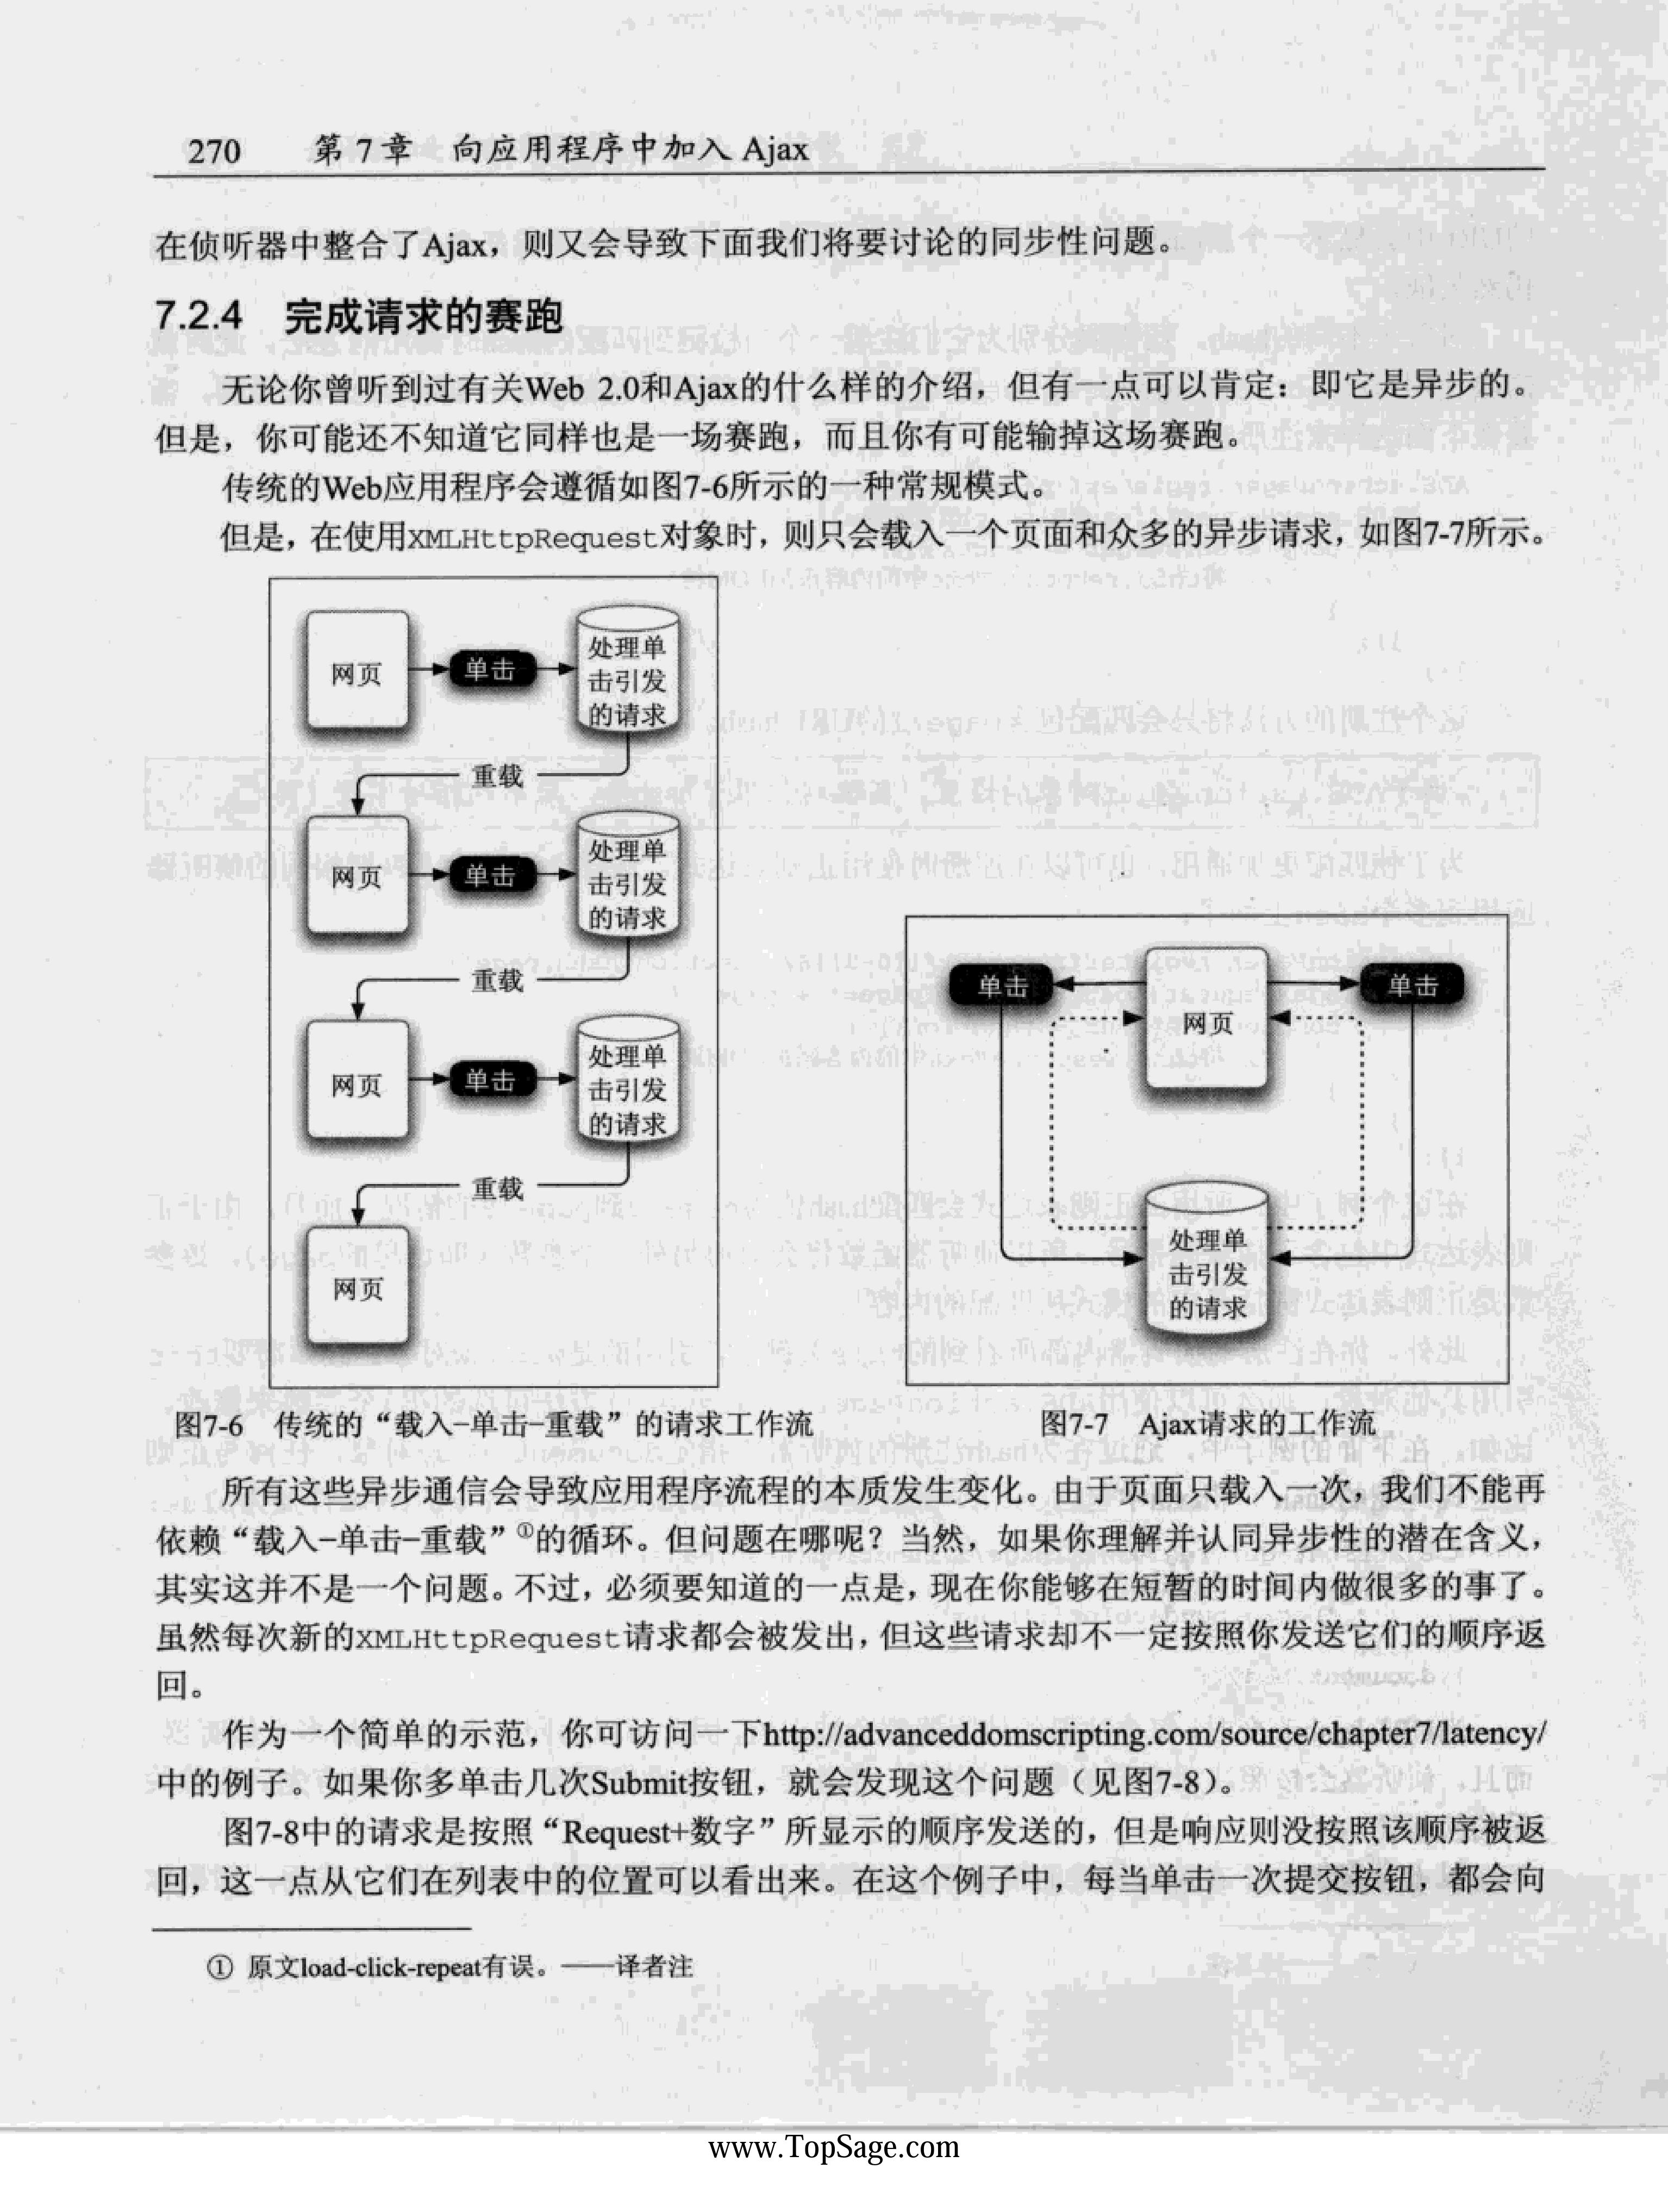 270 第 7 章 向应用程序中加入 Ajax
在侦听器中整合了Ajax，则又会导致下面我们将要讨论的同步性问题。
7.2.4 完成请求的赛跑
无论你曾听到过有关Web 2.0和Ajax的什么样的介绍，但有一点可以肯定：即它是异步的。
但是，你可能还不知道它同样也是一场赛跑，而且你有可能输掉这场赛跑。
传统的Web应用程序会遵循如图7-6所示的一种常规模式。
但是，在使用XMLHttpRequest对象时，则只会载入一个页面和众多的异步请求，如图7-7所示。
网页
单击
处理单
击引发
的请求
重载
网页
单击
处理单
击引发
的请求
重载
网页
单击
处理单
击引发
的请求
重载
网页
图7-6 传统的“载入–单击–重载”的请求工作流
单击
网页
单击
处理单
击引发
的请求
图7-7 Ajax请求的工作流
所有这些异步通信会导致应用程序流程的本质发生变化。由于页面只载入一次，我们不能再
依赖“载入–单击–重载”①的循环。但问题在哪呢？当然，如果你理解并认同异步性的潜在含义，
其实这并不是一个问题。不过，必须要知道的一点是，现在你能够在短暂的时间内做很多的事了。
虽然每次新的XMLHttpRequest请求都会被发出，但这些请求却不一定按照你发送它们的顺序返
回。
作为一个简单的示范，你可访问一下http://advanceddomscripting.com/source/chapter7/latency/
中的例子。如果你多单击几次Submit按钮，就会发现这个问题（见图7-8）。
图7-8中的请求是按照“Request+数字”所显示的顺序发送的，但是响应则没按照该顺序被返
回，这一点从它们在列表中的位置可以看出来。在这个例子中，每当单击一次提交按钮，都会向
① 原文load-click-repeat有误。——译者注
www.TopSage.com